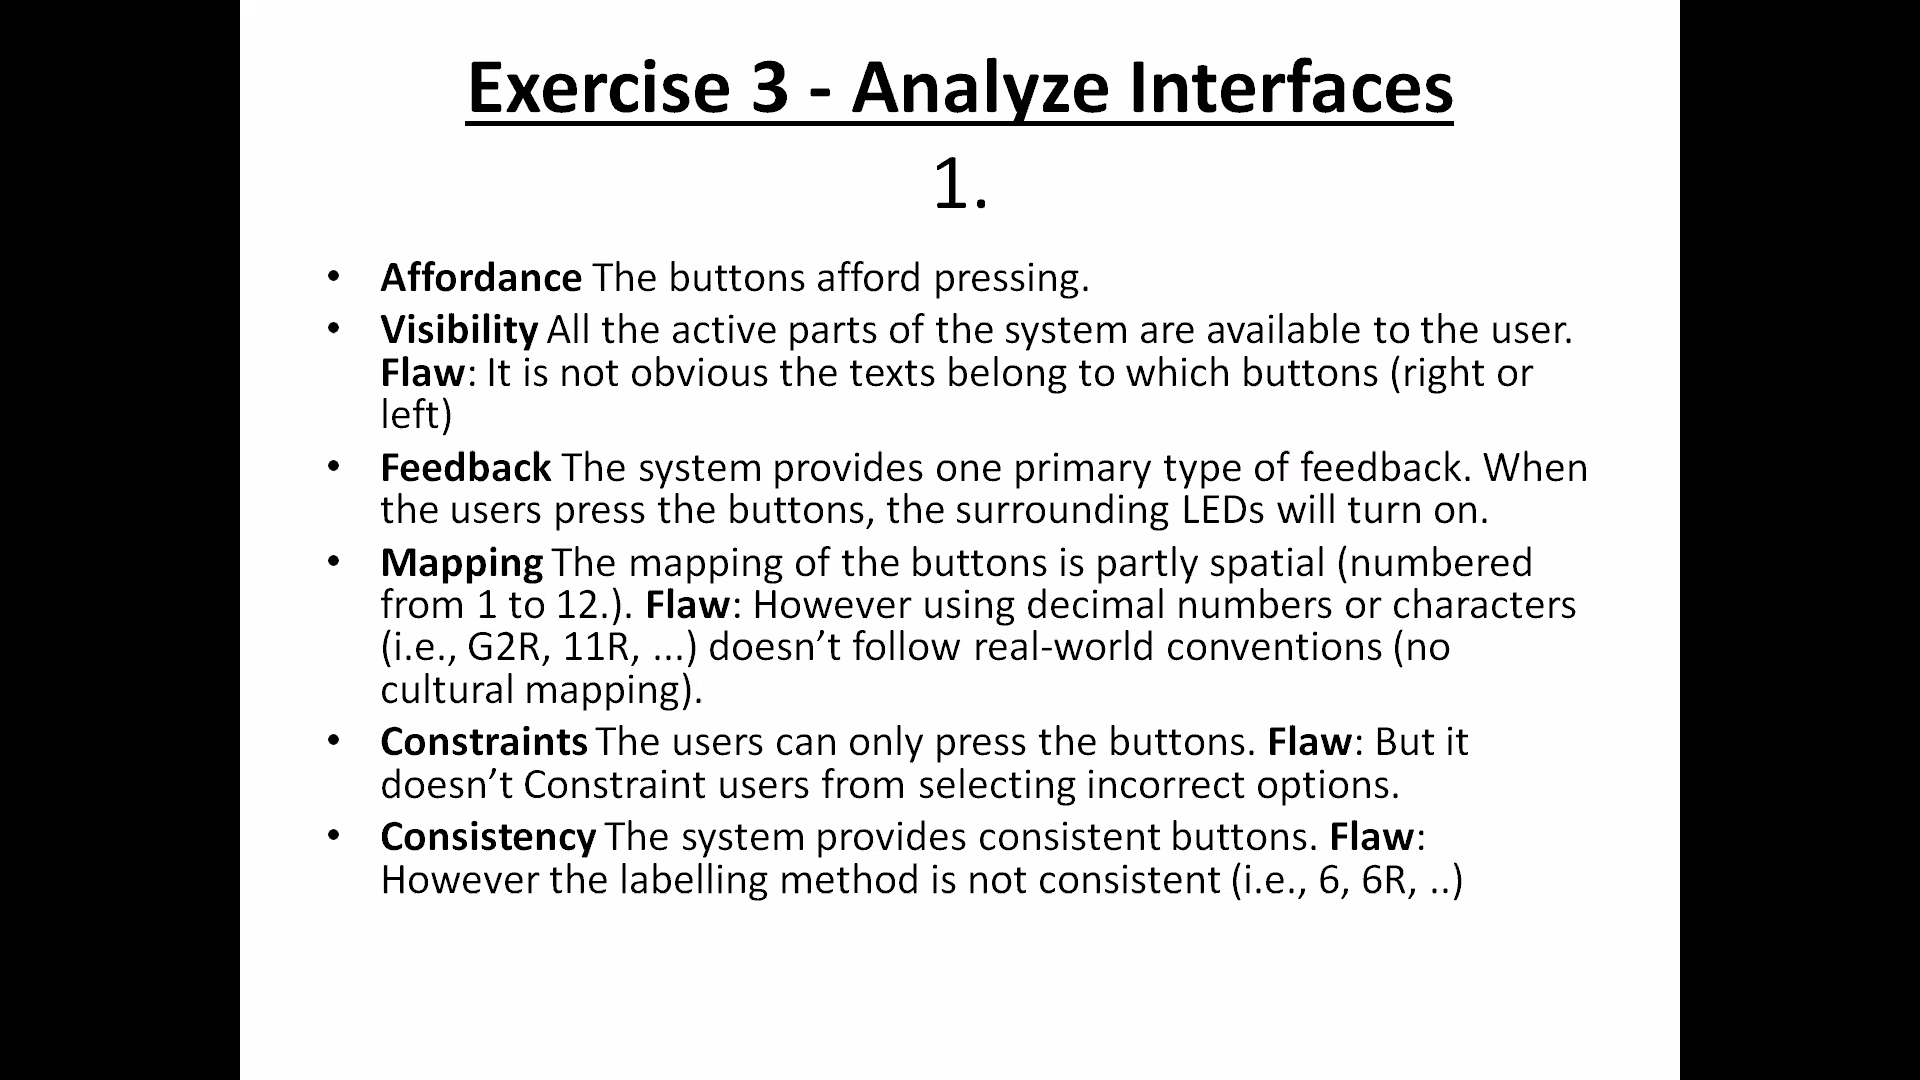 Exercise 3 - Analyze Interfaces
1.
• Affordance The buttons afford pressing.
• Visibility All the active parts of the system are available to the user.
Flaw: It is not obvious the texts belong to which buttons (right or
left)
• Feedback The system provides one primary type of feedback. When
the users press the buttons, the surrounding LEDs will turn on.
• Mapping The mapping of the buttons is partly spatial (numbered
from 1 to 12.). Flaw: However using decimal numbers or characters
(i.e., G2R, 11R, ...) doesn’t follow real-world conventions (no
cultural mapping).
• Constraints The users can only press the buttons. Flaw: But it
doesn’t Constraint users from selecting incorrect options.
• Consistency The system provides consistent buttons. Flaw:
However the labelling method is not consistent (i.e., 6, 6R, ..)